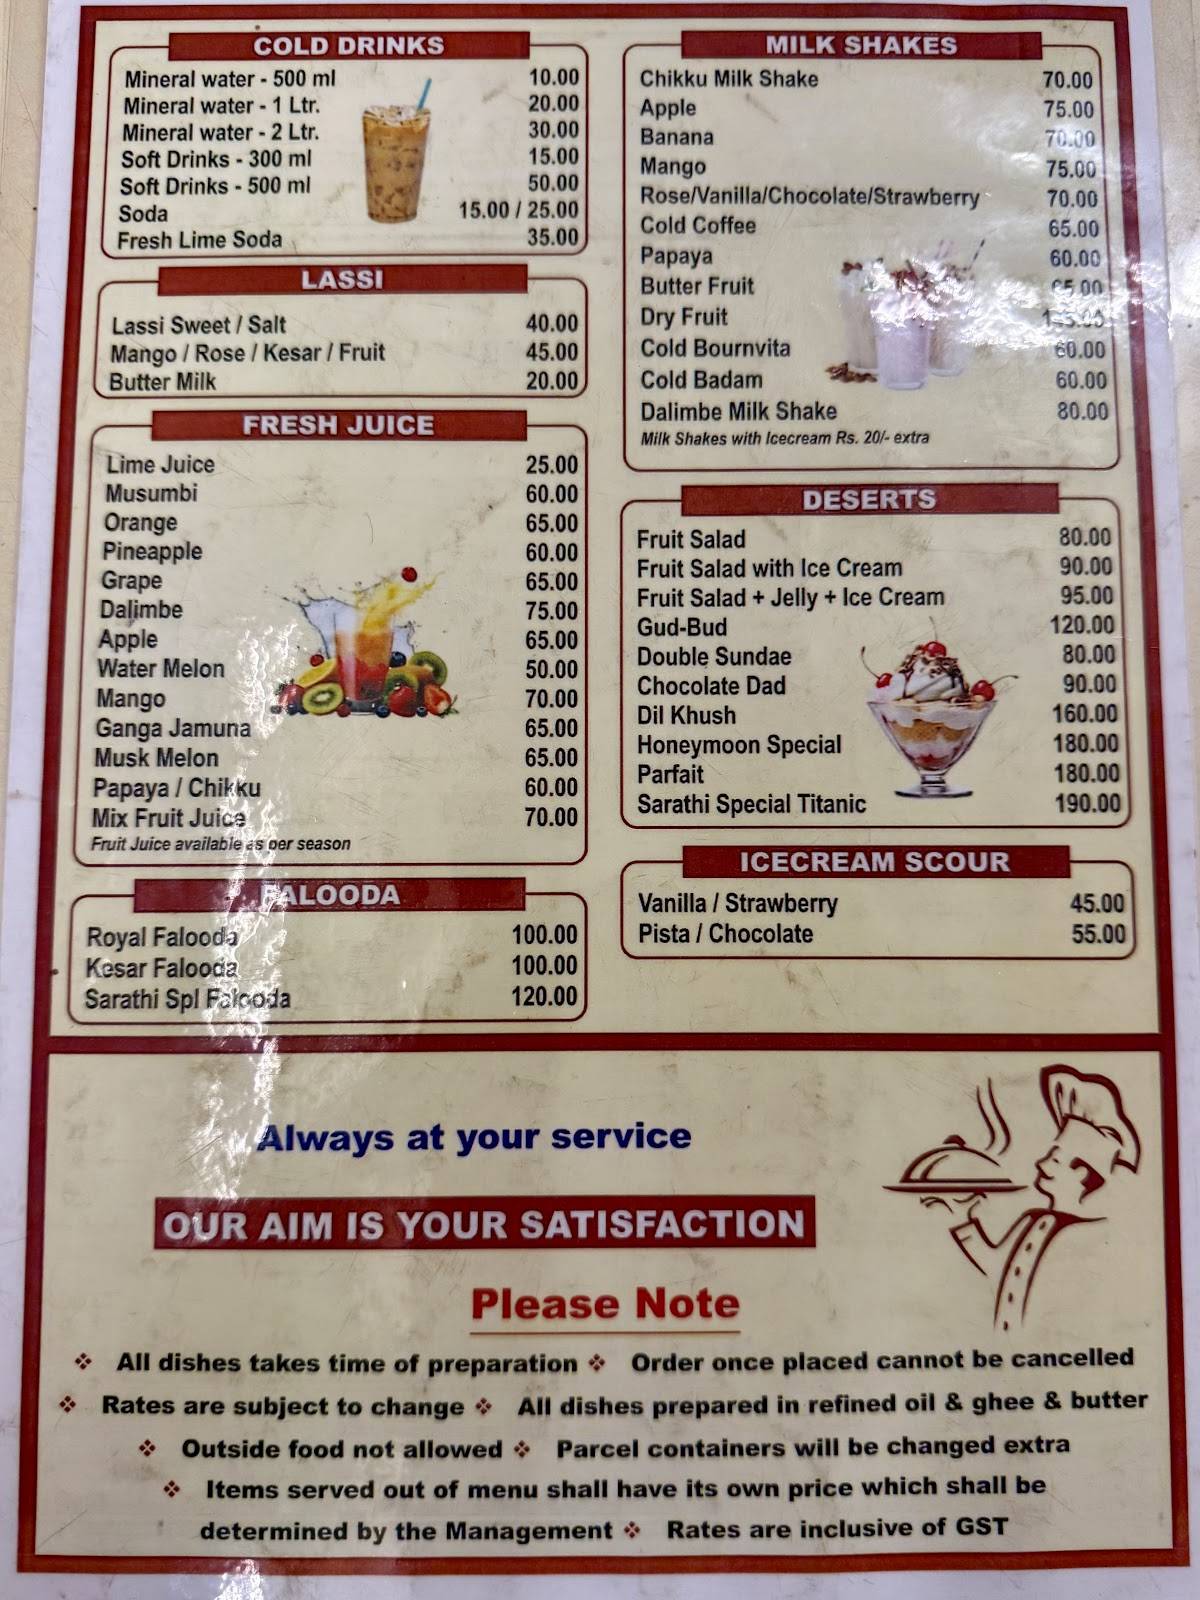 COLD DRINKS
Mineral water - 500 ml 10.00
Mineral water - 1 Ltr. 20.00
Mineral water - 2 Ltr. 30.00
Soft Drinks - 300 ml 15.00
Soft Drinks - 500 ml 50.00
Soda 15.00 / 25.00
Fresh Lime Soda 35.00
LASSI
Lassi Sweet / Salt 40.00
Mango / Rose / Kesar / Fruit 45.00
Butter Milk 20.00
FRESH JUICE
Lime Juice 25.00
Musumbi 60.00
Orange 65.00
Pineapple 60.00
Grape 65.00
Dalimbe 75.00
Apple 65.00
Water Melon 50.00
Mango 70.00
Ganga Jamuna 65.00
Musk Melon 65.00
Papaya / Chikku 60.00
Mix Fruit Juice 70.00
Fruit Juice available as per season
FALOODA
Royal Falooda 100.00
Kesar Falooda 100.00
Sarathi Spl Falooda 120.00
MILK SHAKES
Chikku Milk Shake 70.00
Apple 75.00
Banana 70.00
Mango 75.00
Rose/Vanilla/Chocolate/Strawberry 70.00
Cold Coffee 65.00
Papaya 60.00
Butter Fruit
Dry Fruit
Cold Bournvita 60.00
Cold Badam 60.00
Dalimbe Milk Shake 80.00
Milk Shakes with Icecream Rs. 20/- extra
DESERTS
Fruit Salad 80.00
Fruit Salad with Ice Cream 90.00
Fruit Salad + Jelly + Ice Cream 95.00
Gud-Bud 120.00
Double Sundae 80.00
Chocolate Dad 90.00
Dil Khush 160.00
Honeymoon Special 180.00
Parfait 180.00
Sarathi Special Titanic 190.00
ICECREAM SCOUR
Vanilla / Strawberry 45.00
Pista / Chocolate 55.00
Always at your service
OUR AIM IS YOUR SATISFACTION
Please Note
❖ All dishes takes time of preparation ❖ Order once placed cannot be cancelled
❖ Rates are subject to change ❖ All dishes prepared in refined oil & ghee & butter
❖ Outside food not allowed ❖ Parcel containers will be changed extra
❖ Items served out of menu shall have its own price which shall be
determined by the Management ❖ Rates are inclusive of GST